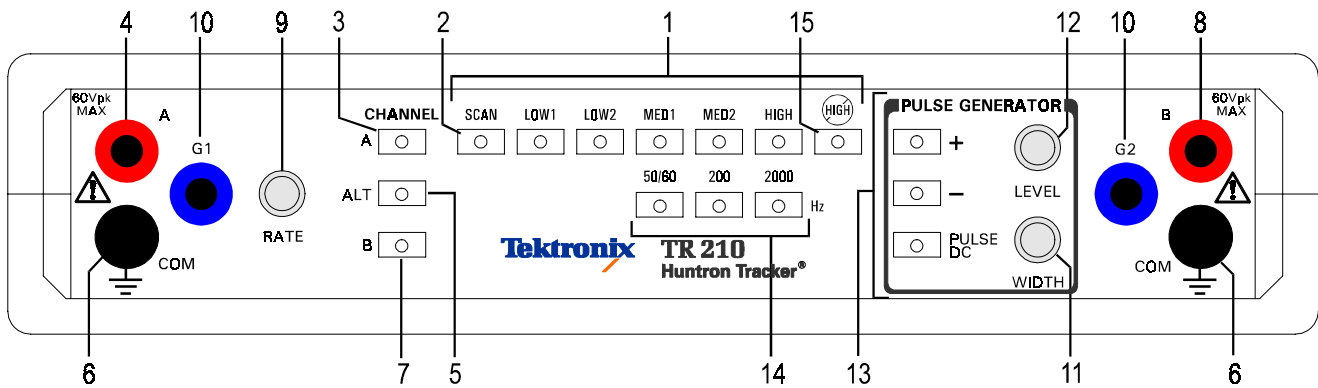 4 10 9 3 2 1 15 12 10 8
60Vpk
MAX
A
G1
RATE
COM
CHANNEL
A
ALT
B
SCAN LOW1 LOW2 MED1 MED2 HIGH HIGH
50/60 200 2000 Hz
Tektronix
TR 210
Huntron Tracker®
PULSE GENERATOR
+
−
PULSE
DC
LEVEL
WIDTH
G2
60Vpk
MAX
B
COM
6 7 5 14 13 11 6